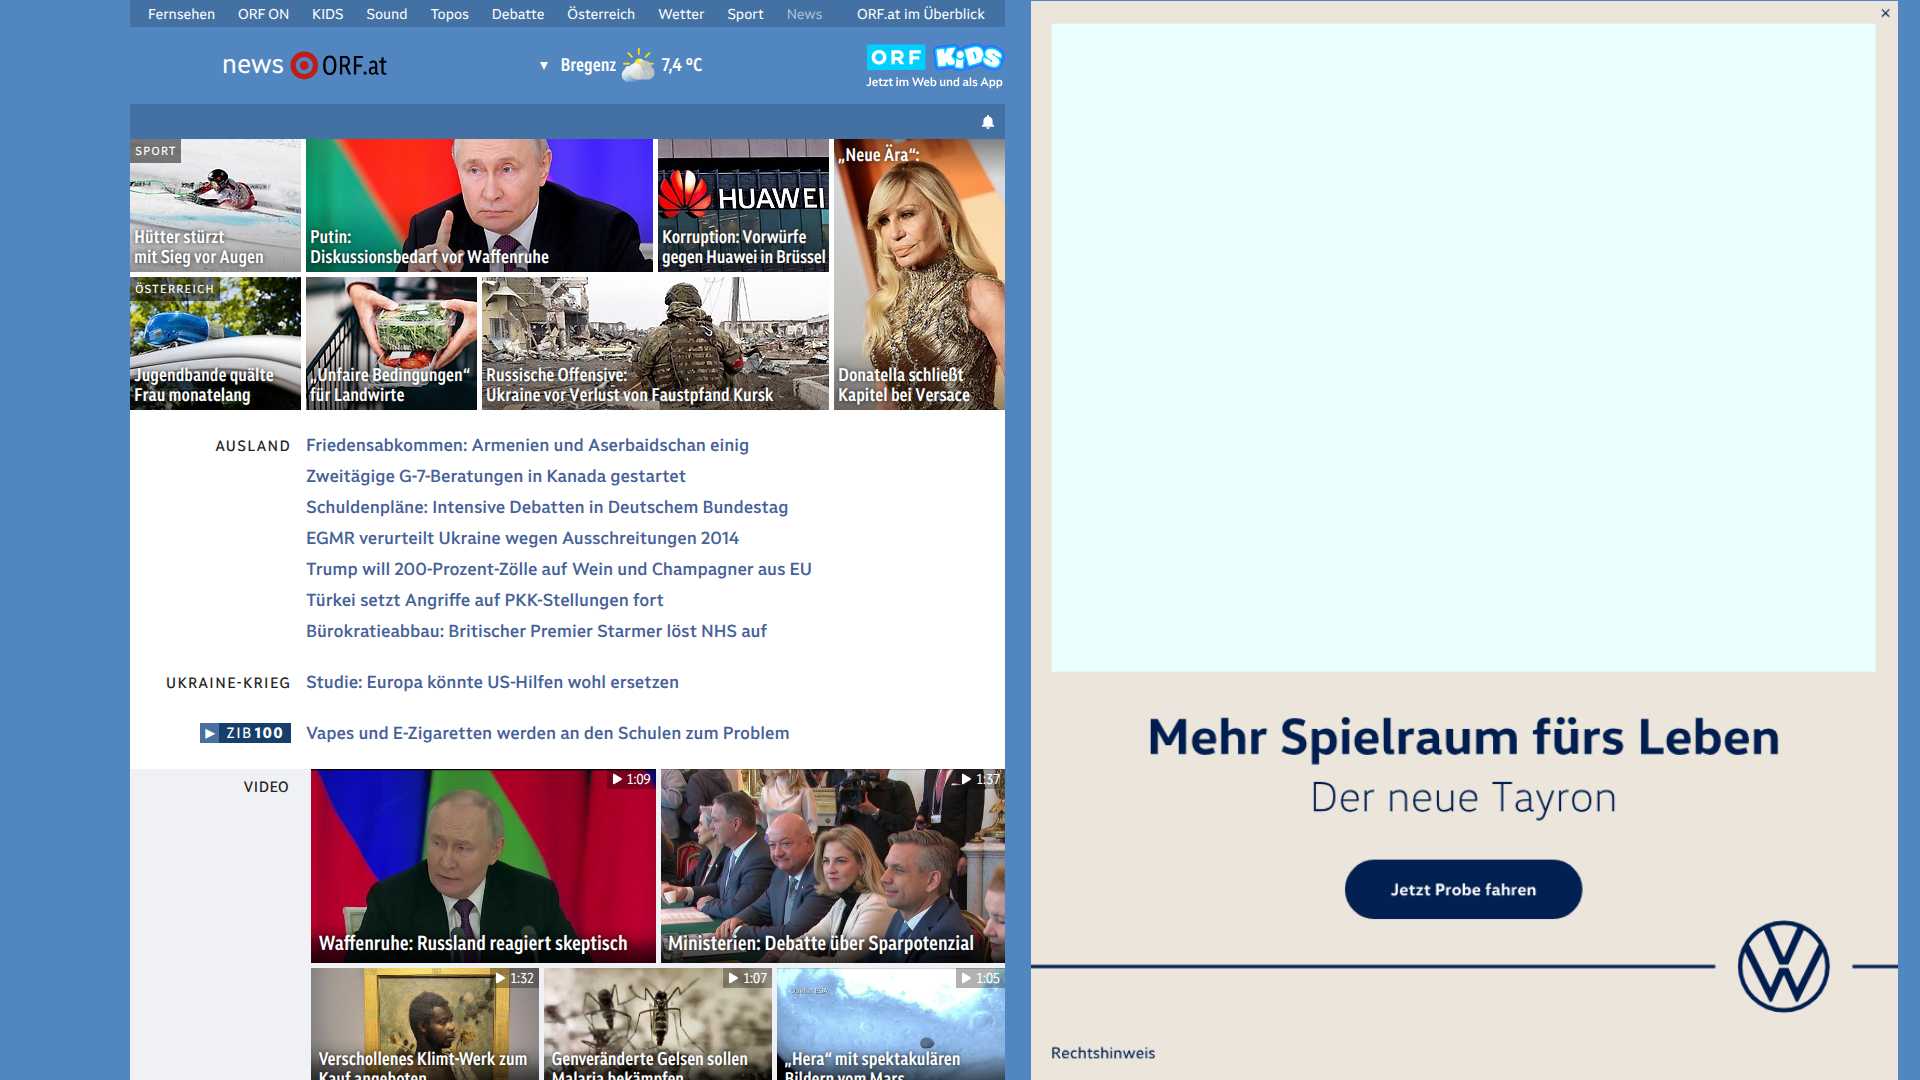 Fernsehen ORF ON KIDS Sound Topos Debatte Österreich Wetter Sport News ORF.at im Überblick
news ORF.at
▼ Bregenz 7,4 °C
ORF KiDS
Jetzt im Web und als App
SPORT
Hütter stürzt
mit Sieg vor Augen
Putin:
Diskussionsbedarf vor Waffenruhe
HUAWEI
Korruption: Vorwürfe
gegen Huawei in Brüssel
„Neue Ära“:
Donatella schließt
Kapitel bei Versace
ÖSTERREICH
Jugendbande quälte
Frau monatelang
„Unfaire Bedingungen“
für Landwirte
Russische Offensive:
Ukraine vor Verlust von Faustpfand Kursk
AUSLAND
Friedensabkommen: Armenien und Aserbaidschan einig
Zweitägige G-7-Beratungen in Kanada gestartet
Schuldenpläne: Intensive Debatten in Deutschem Bundestag
EGMR verurteilt Ukraine wegen Ausschreitungen 2014
Trump will 200-Prozent-Zölle auf Wein und Champagner aus EU
Türkei setzt Angriffe auf PKK-Stellungen fort
Bürokratieabbau: Britischer Premier Starmer löst NHS auf
UKRAINE-KRIEG
Studie: Europa könnte US-Hilfen wohl ersetzen
ZIB100
Vapes und E-Zigaretten werden an den Schulen zum Problem
VIDEO
1:09
Waffenruhe: Russland reagiert skeptisch
1:37
Ministerien: Debatte über Sparpotenzial
1:32
Verschollenes Klimt-Werk zum
Kauf angeboten
1:07
Genveränderte Gelsen sollen
Malaria bekämpfen
1:05
„Hera“ mit spektakulären
Bildern vom Mars
×
Mehr Spielraum fürs Leben
Der neue Tayron
Jetzt Probe fahren
Rechtshinweis